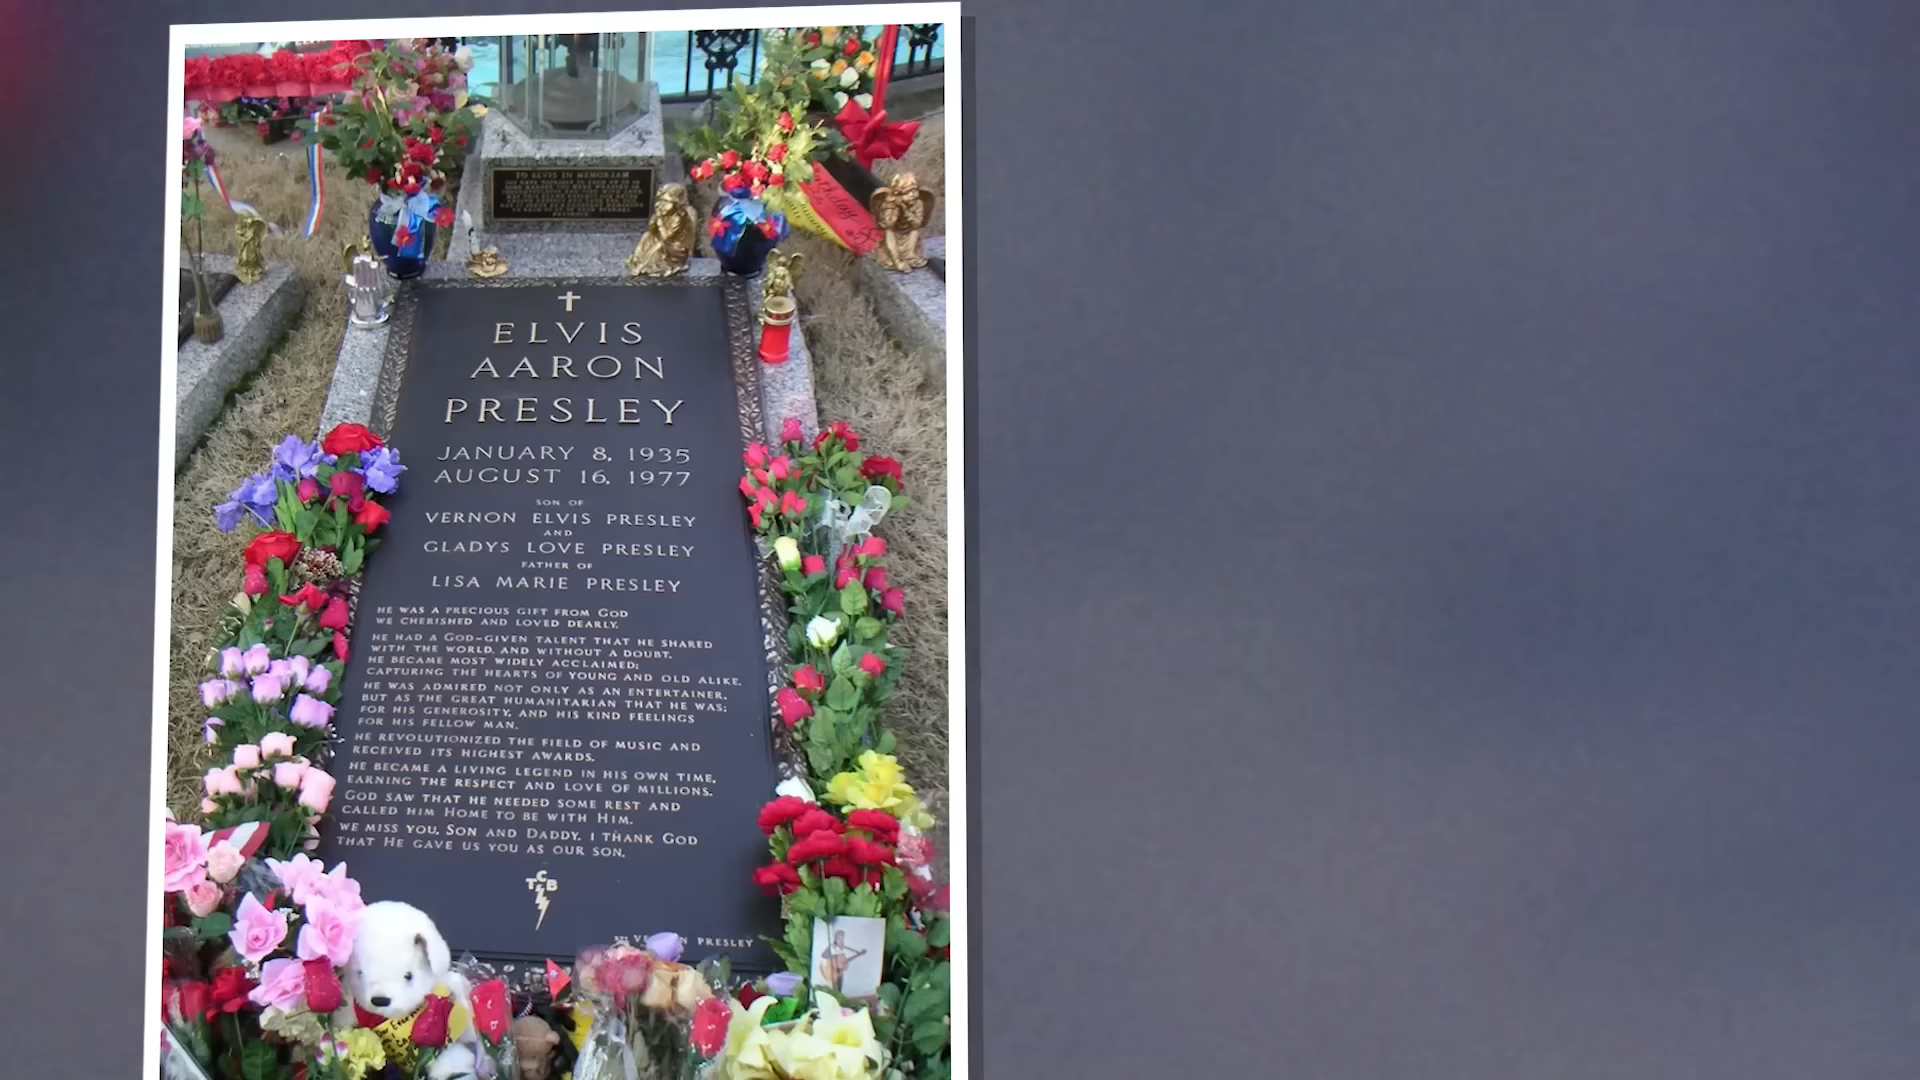 TO ELVIS IN MEMORIAM
✝
ELVIS
AARON
PRESLEY
JANUARY 8, 1935
AUGUST 16, 1977
SON OF
VERNON ELVIS PRESLEY
AND
GLADYS LOVE PRESLEY
FATHER OF
LISA MARIE PRESLEY
HE WAS A PRECIOUS GIFT FROM GOD
WE CHERISHED AND LOVED DEARLY.
HE HAD A GOD-GIVEN TALENT THAT HE SHARED
WITH THE WORLD, AND WITHOUT A DOUBT,
HE BECAME MOST WIDELY ACCLAIMED;
CAPTURING THE HEARTS OF YOUNG AND OLD ALIKE.
HE WAS ADMIRED NOT ONLY AS AN ENTERTAINER,
BUT AS THE GREAT HUMANITARIAN THAT HE WAS;
FOR HIS GENEROSITY, AND HIS KIND FEELINGS
FOR HIS FELLOW MAN.
HE REVOLUTIONIZED THE FIELD OF MUSIC AND
RECEIVED ITS HIGHEST AWARDS.
HE BECAME A LIVING LEGEND IN HIS OWN TIME,
EARNING THE RESPECT AND LOVE OF MILLIONS.
GOD SAW THAT HE NEEDED SOME REST AND
CALLED HIM HOME TO BE WITH HIM.
WE MISS YOU, SON AND DADDY. I THANK GOD
THAT HE GAVE US YOU AS OUR SON.
TCB
PRESLEY